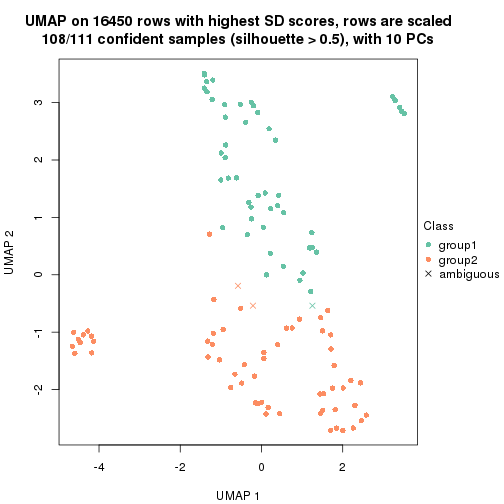 UMAP on 16450 rows with highest SD scores, rows are scaled
108/111 confident samples (silhouette > 0.5), with 10 PCs
3
2
1
0
-1
-2
UMAP 2
-4
-2
0
2
UMAP 1
Class
group1
group2
ambiguous